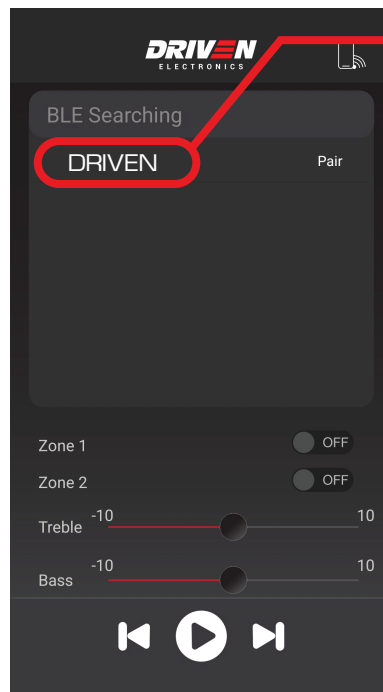 DRIVEN
ELECTRONICS
BLE Searching
DRIVEN Pair
Zone 1 OFF
Zone 2 OFF
Treble -10 10
Bass -10 10